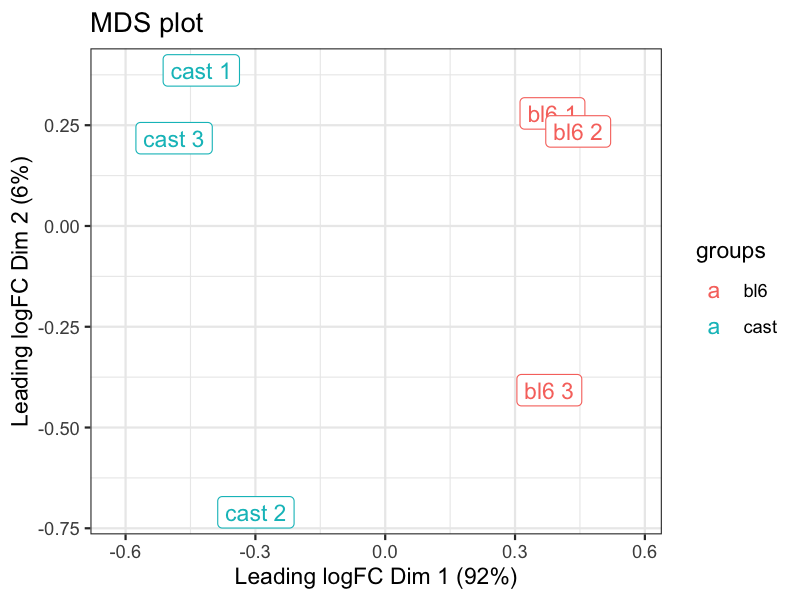 MDS plot
cast 1
bl6 1
bl6 2
cast 3
bl6 3
cast 2
0.25
0.00
-0.25
-0.50
-0.75
-0.6
-0.3
0.0
0.3
0.6
Leading logFC Dim 1 (92%)
Leading logFC Dim 2 (6%)
groups
a bl6
a cast